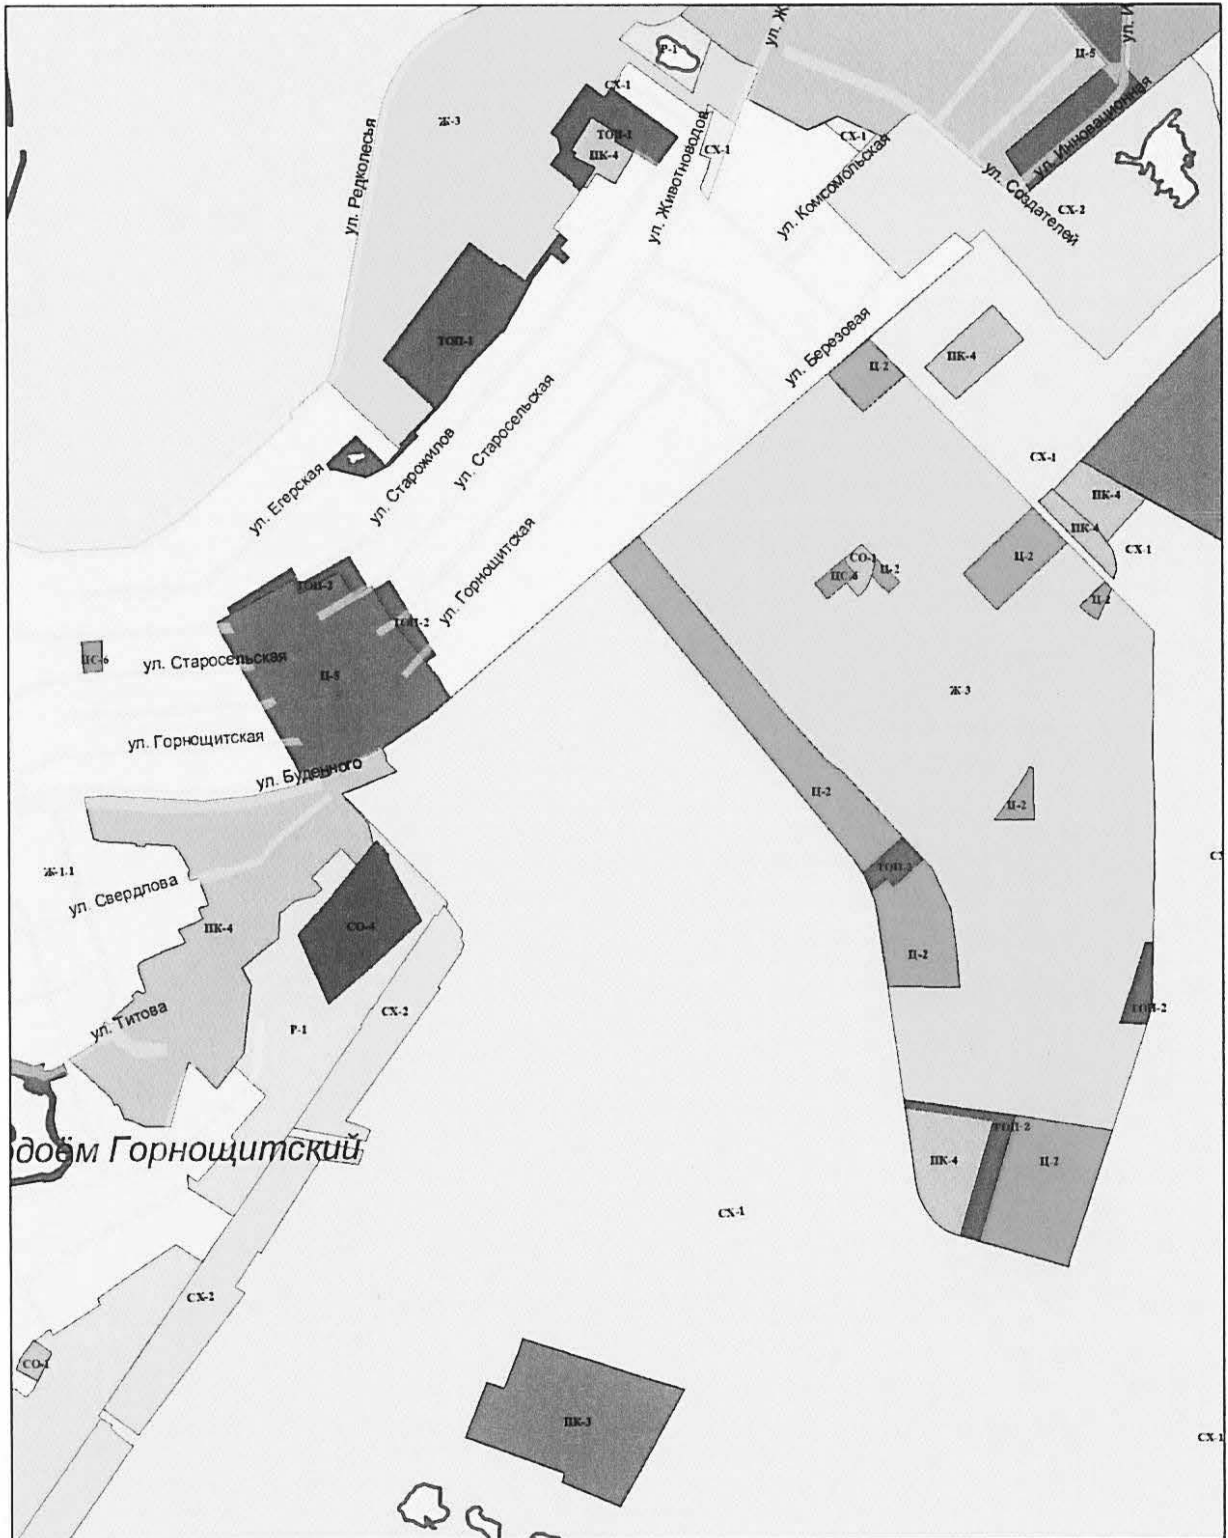 ул. Ж
ул. И
Р-1
Ц-5
СХ-1
Ж-3
ТОП-1
ПК-4
СХ-1
СХ-1
ул. Инновационная
ул. Редколесья
ул. Животноводов
ул. Комсомольская
ул. Создателей
СХ-2
ТОП-1
ул. Березовая
Ц-2
ПК-4
ул. Старосельская
ул. Старожилов
ул. Егерская
СХ-1
ПК-4
ПК-4
СХ-1
ул. Горнощитская
СО-1
ЦС-6
Ц-2
Ц-2
Ц-2
ТОП-2
ТОП-2
ЦС-6
ул. Старосельская
Ц-5
Ж-3
ул. Горнощитская
ул. Буденного
Ц-2
Ц-2
Ж-1.1
ул. Свердлова
ТОП-2
СО-4
ПК-4
Ц-2
СХ-2
ТОП-2
ул. Титова
Р-1
ТОП-2
доём Горнощитский
ПК-4
Ц-2
СХ-1
СХ-2
СО-1
ПК-3
СХ-1